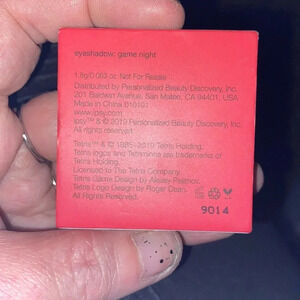 eyeshadow: game night
1.8g/0.063 oz. Not For Resale
Distributed by Personalized Beauty Discovery, Inc.
201 Baldwin Avenue, San Mateo, CA 94401, USA
Made in China
www.ipsy.com
ipsy™ & © 2019 Personalized Beauty Discovery, Inc.
All Rights Reserved.
Tetris ® & © 1985~2019 Tetris Holding.
Tetris logos and Tetriminos are trademarks of
Tetris Holding.
Licensed to The Tetris Company.
Tetris Game Design by Alexey Pajitnov.
Tetris Logo Design by Roger Dean.
All Rights Reserved.
9014